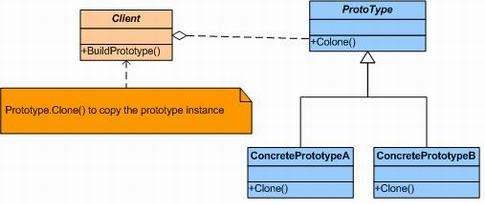 Client
+BuildPrototype()
ProtoType
+Colone()
Prototype.Clone() to copy the prototype instance
ConcretePrototypeA
+Clone()
ConcretePrototypeB
+Clone()